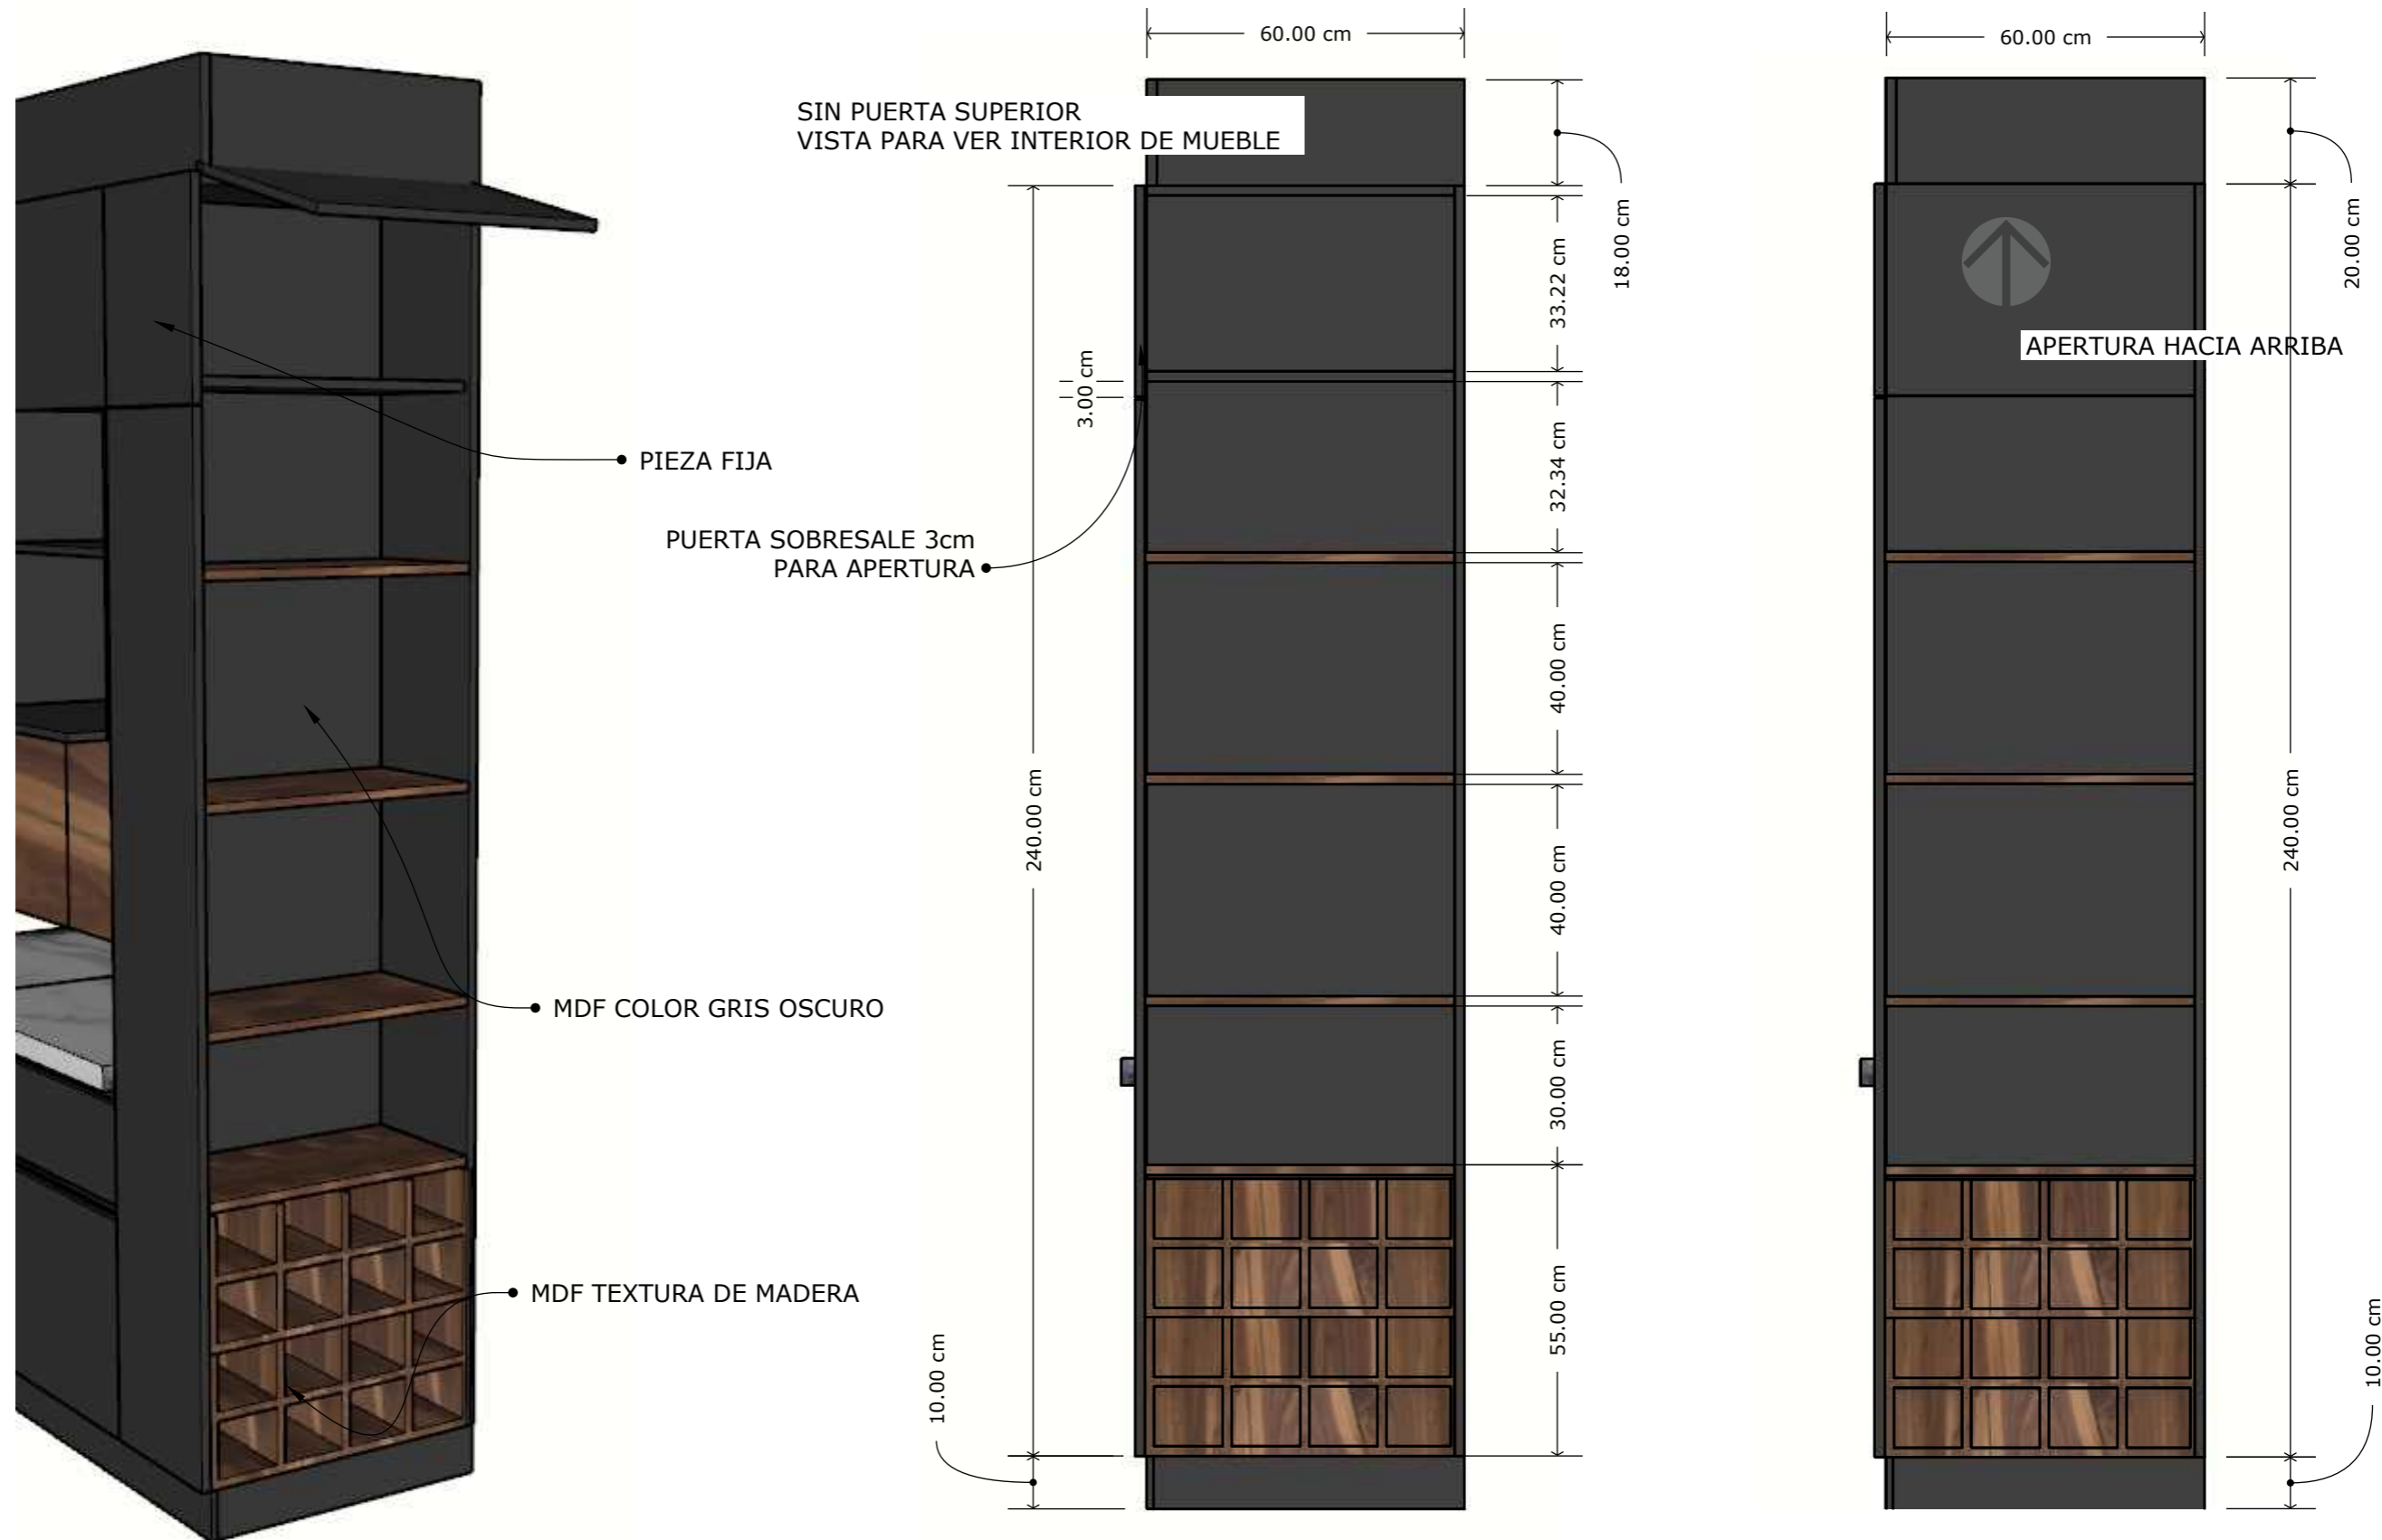 60.00 cm
60.00 cm
SIN PUERTA SUPERIOR
VISTA PARA VER INTERIOR DE MUEBLE
18.00 cm
20.00 cm
33.22 cm
APERTURA HACIA ARRIBA
3.00 cm
32.34 cm
PIEZA FIJA
PUERTA SOBRESALE 3cm
PARA APERTURA
40.00 cm
240.00 cm
240.00 cm
40.00 cm
MDF COLOR GRIS OSCURO
30.00 cm
MDF TEXTURA DE MADERA
55.00 cm
10.00 cm
10.00 cm